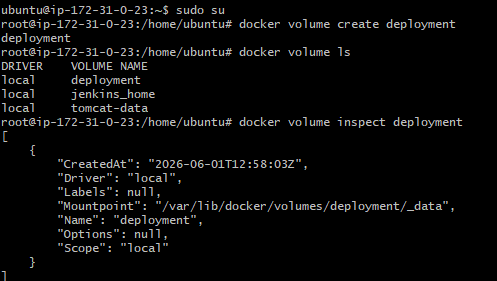 ubuntu@ip-172-31-0-23:~$ sudo su
root@ip-172-31-0-23:/home/ubuntu# docker volume create deployment
deployment
root@ip-172-31-0-23:/home/ubuntu# docker volume ls
DRIVER    VOLUME NAME
local     deployment
local     jenkins_home
local     tomcat-data
root@ip-172-31-0-23:/home/ubuntu# docker volume inspect deployment
[
    {
        "CreatedAt": "2026-06-01T12:58:03Z",
        "Driver": "local",
        "Labels": null,
        "Mountpoint": "/var/lib/docker/volumes/deployment/_data",
        "Name": "deployment",
        "Options": null,
        "Scope": "local"
    }
]